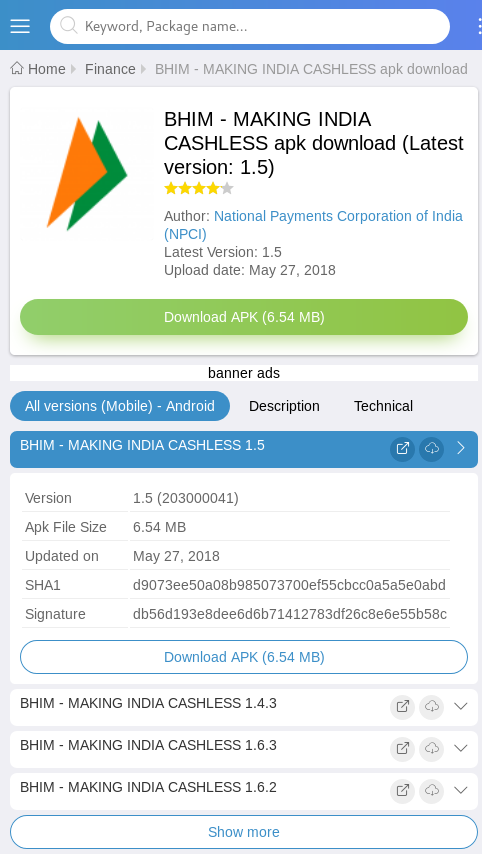 Keyword, Package name...
Home Finance BHIM - MAKING INDIA CASHLESS apk download
BHIM - MAKING INDIA
CASHLESS apk download (Latest
version: 1.5)
Author: National Payments Corporation of India
(NPCI)
Latest Version: 1.5
Upload date: May 27, 2018
Download APK (6.54 MB)
banner ads
All versions (Mobile) - Android Description Technical
BHIM - MAKING INDIA CASHLESS 1.5
Version 1.5 (203000041)
Apk File Size 6.54 MB
Updated on May 27, 2018
SHA1 d9073ee50a08b985073700ef55cbcc0a5a5e0abd
Signature db56d193e8dee6d6b71412783df26c8e6e55b58c
Download APK (6.54 MB)
BHIM - MAKING INDIA CASHLESS 1.4.3
BHIM - MAKING INDIA CASHLESS 1.6.3
BHIM - MAKING INDIA CASHLESS 1.6.2
Show more